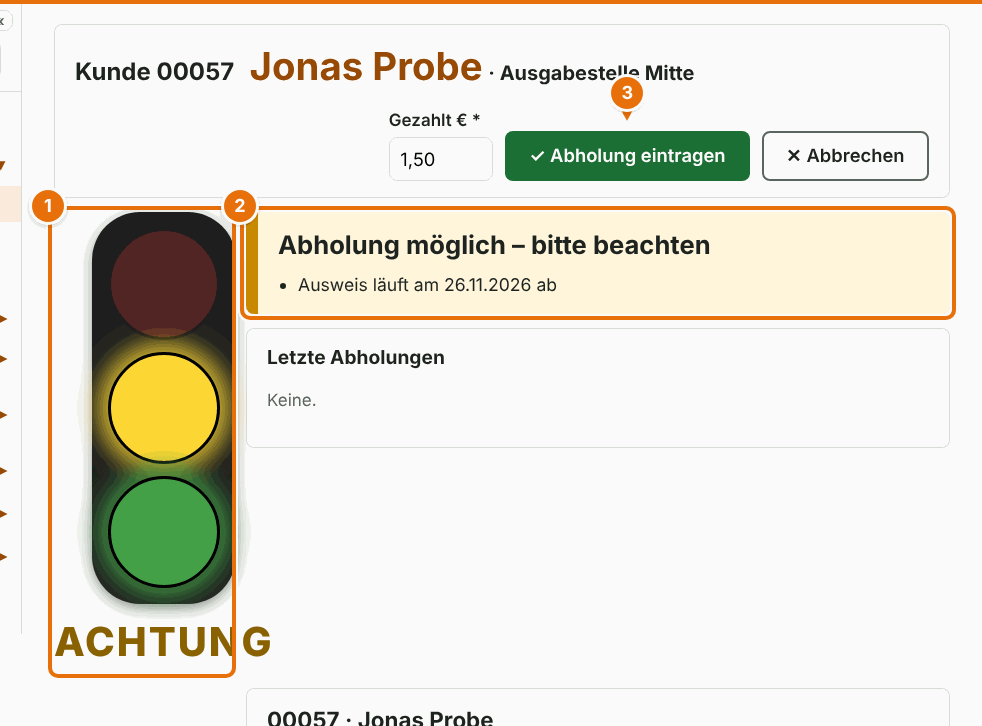 Kunde 00057 Jonas Probe · Ausgabestelle Mitte
3
Gezahlt € *
1,50
✓ Abholung eintragen
✕ Abbrechen
1
2
Abholung möglich – bitte beachten
• Ausweis läuft am 26.11.2026 ab
Letzte Abholungen
Keine.
ACHTUNG
00057 · Jonas Probe